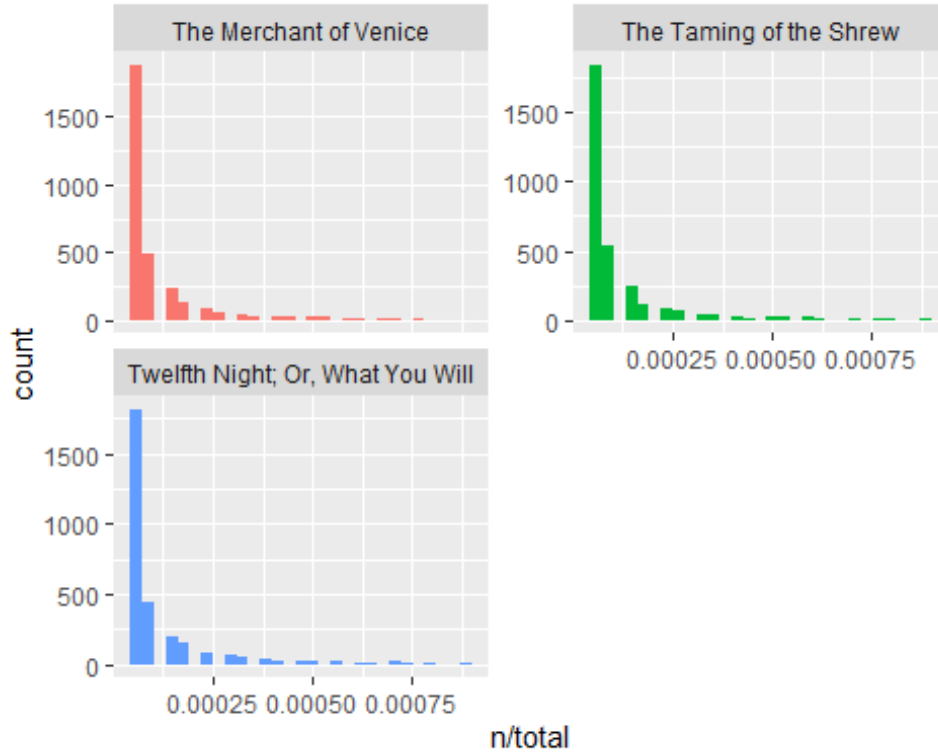 The Merchant of Venice
The Taming of the Shrew
1500
1000
500
0
1500
1000
500
0
0.00025 0.00050 0.00075
count
Twelfth Night; Or, What You Will
1500
1000
500
0
0.00025 0.00050 0.00075
n/total